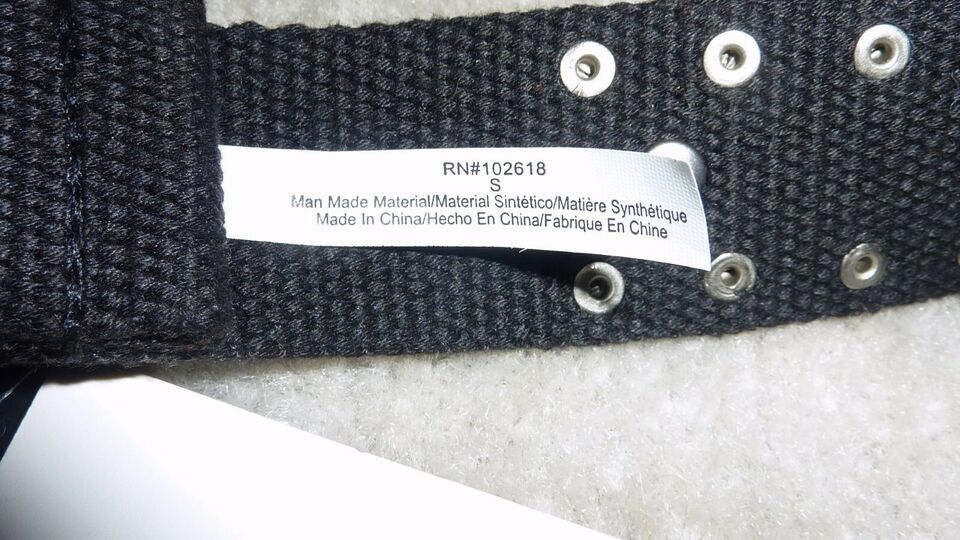 RN#102618
S
Man Made Material/Material Sintético/Matière Synthétique
Made In China/Hecho En China/Fabrique En Chine